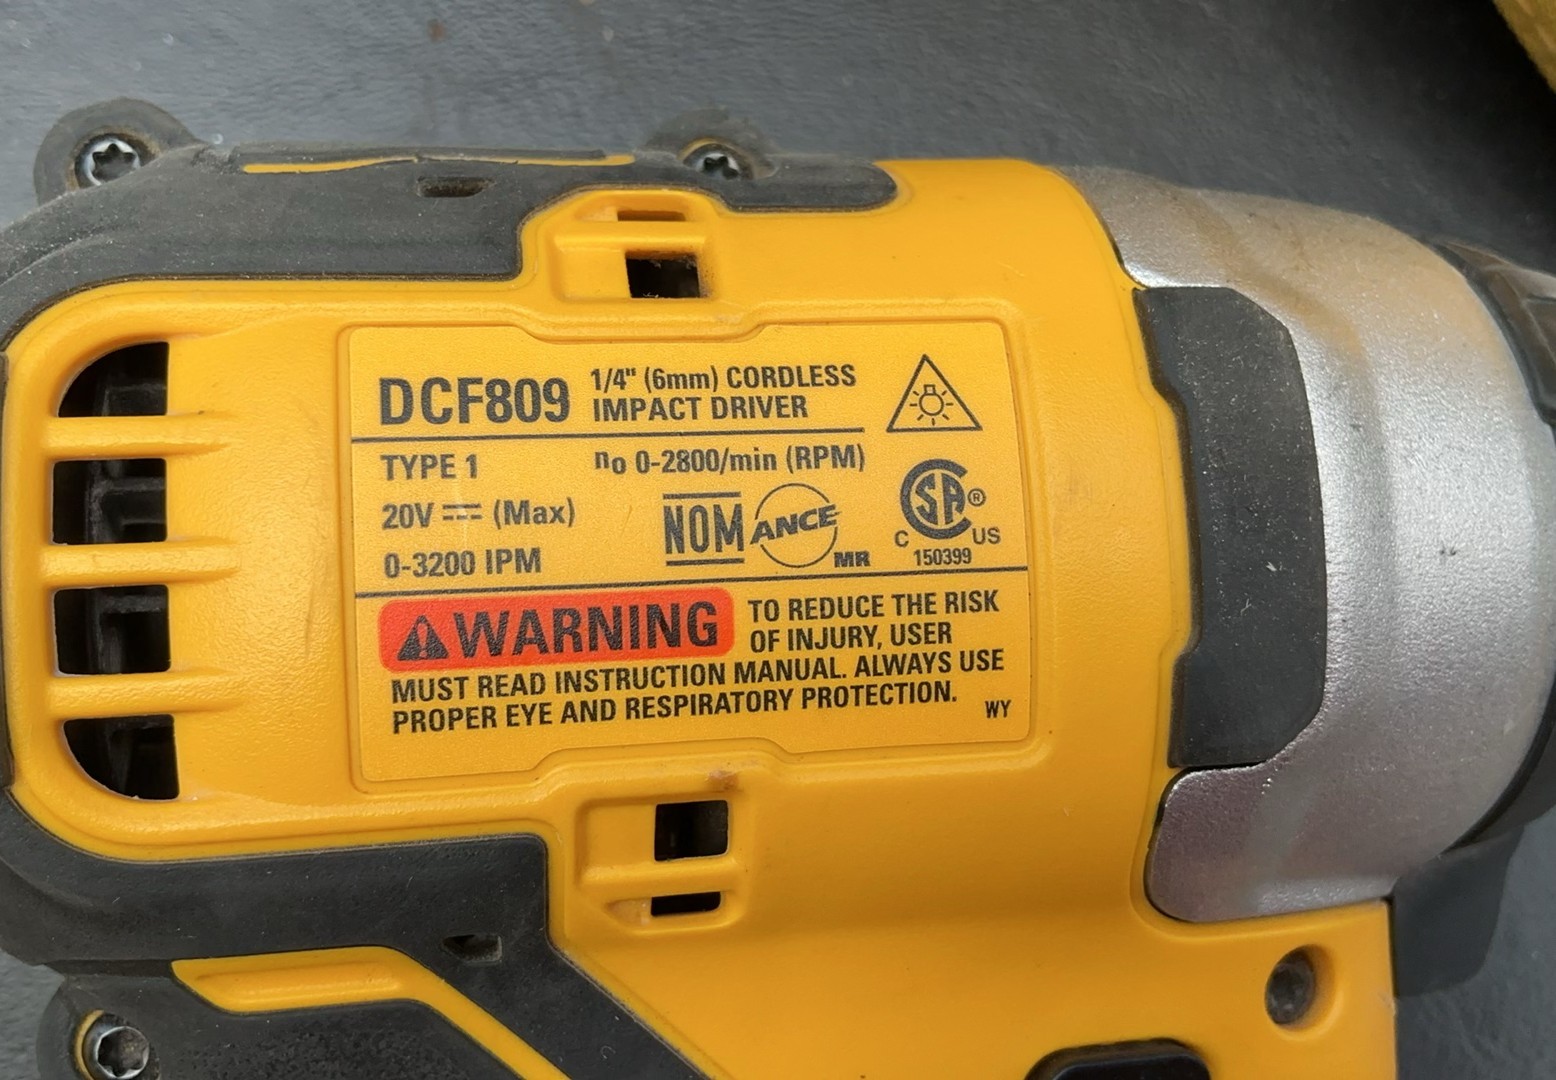 DCF809 1/4" (6mm) CORDLESS
IMPACT DRIVER
TYPE 1 no 0-2800/min (RPM)
20V ⎓ (Max)
0-3200 IPM
NOM ANCE MR
CSA®
C US
150399
WARNING TO REDUCE THE RISK
OF INJURY, USER
MUST READ INSTRUCTION MANUAL. ALWAYS USE
PROPER EYE AND RESPIRATORY PROTECTION.
WY